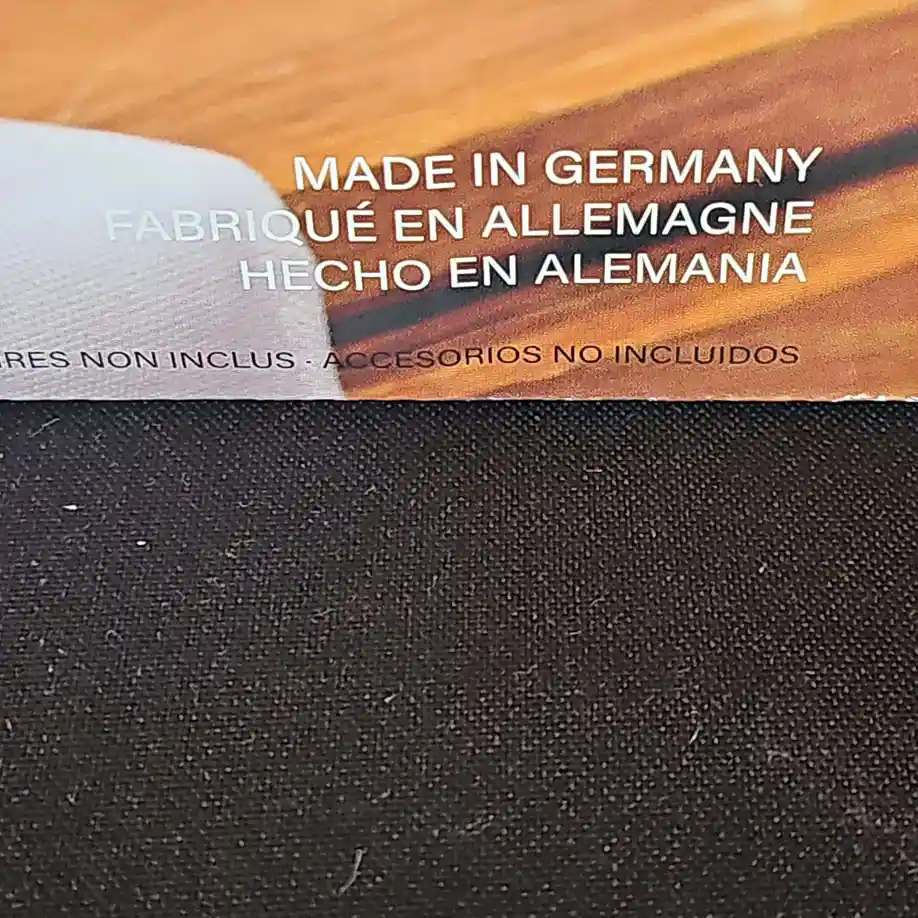 MADE IN GERMANY
FABRIQUÉ EN ALLEMAGNE
HECHO EN ALEMANIA
NON INCLUS - ACCESORIOS NO INCLUIDOS